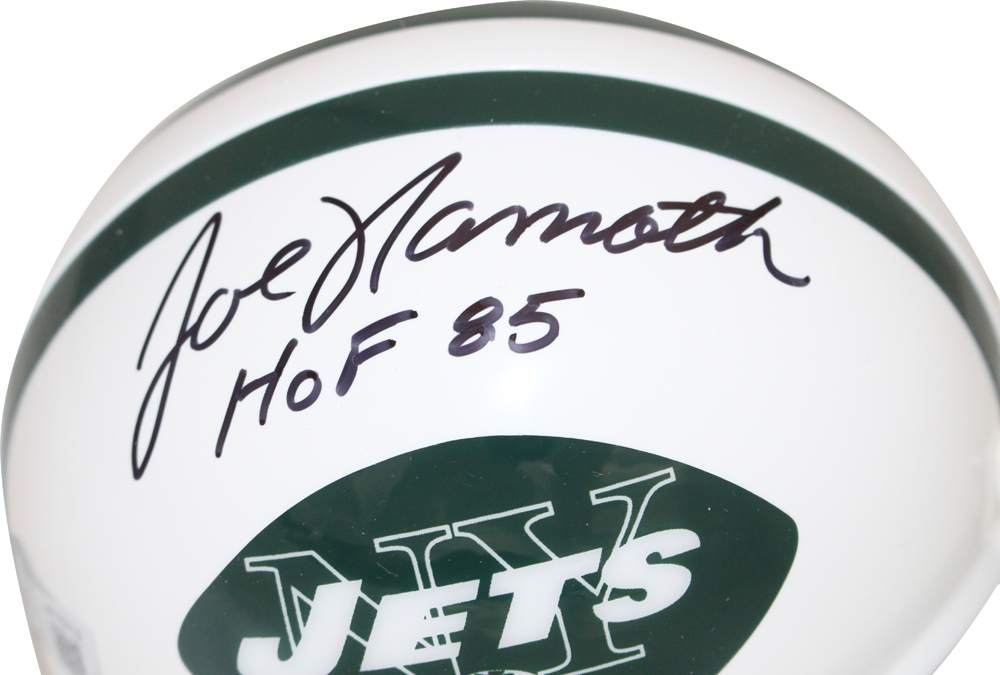 Joe Namath
HOF 85
NY
JETS